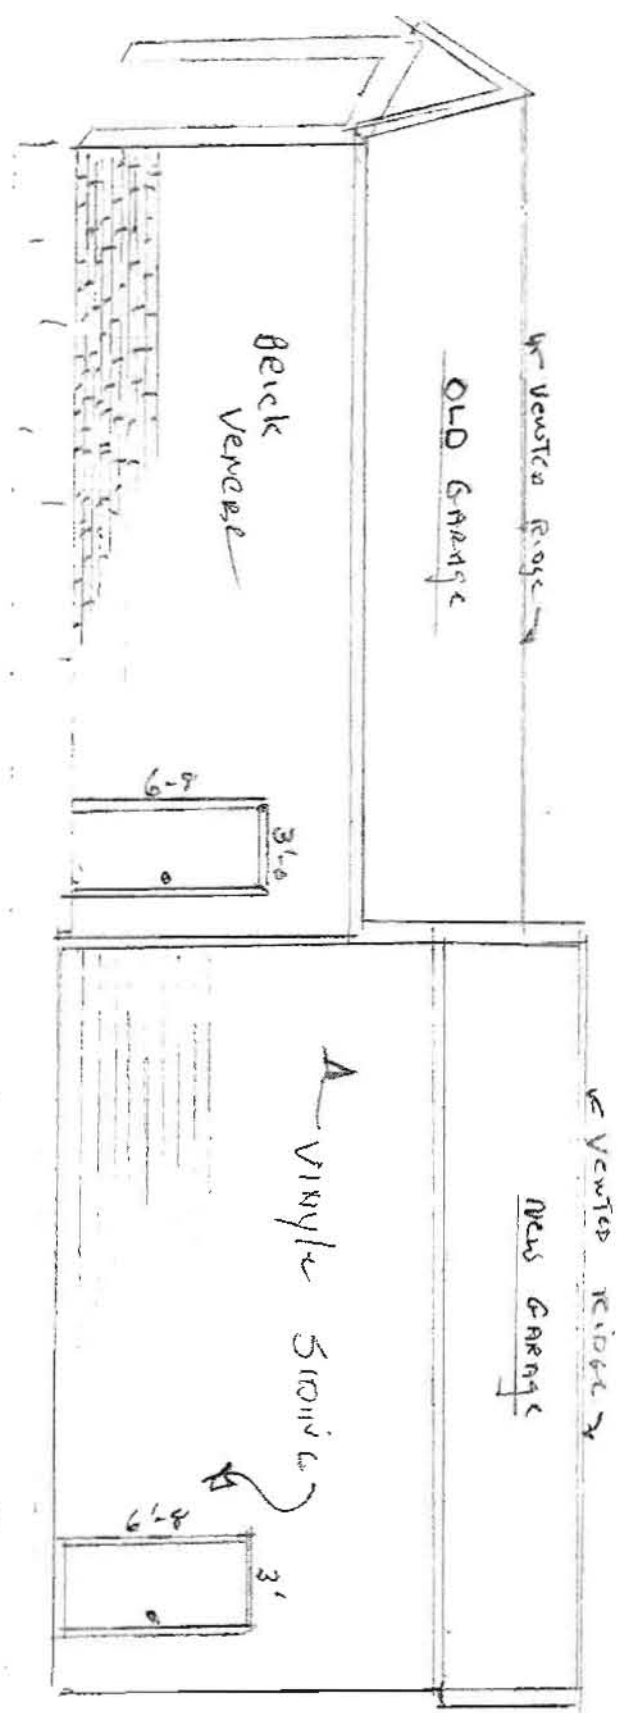 ← Vented Ridge →
OLD GARAGE
Brick
Veneer
6-8
3'-0
← Vented Ridge →
New GARAGE
Vinyle Siding
6'-8
3'